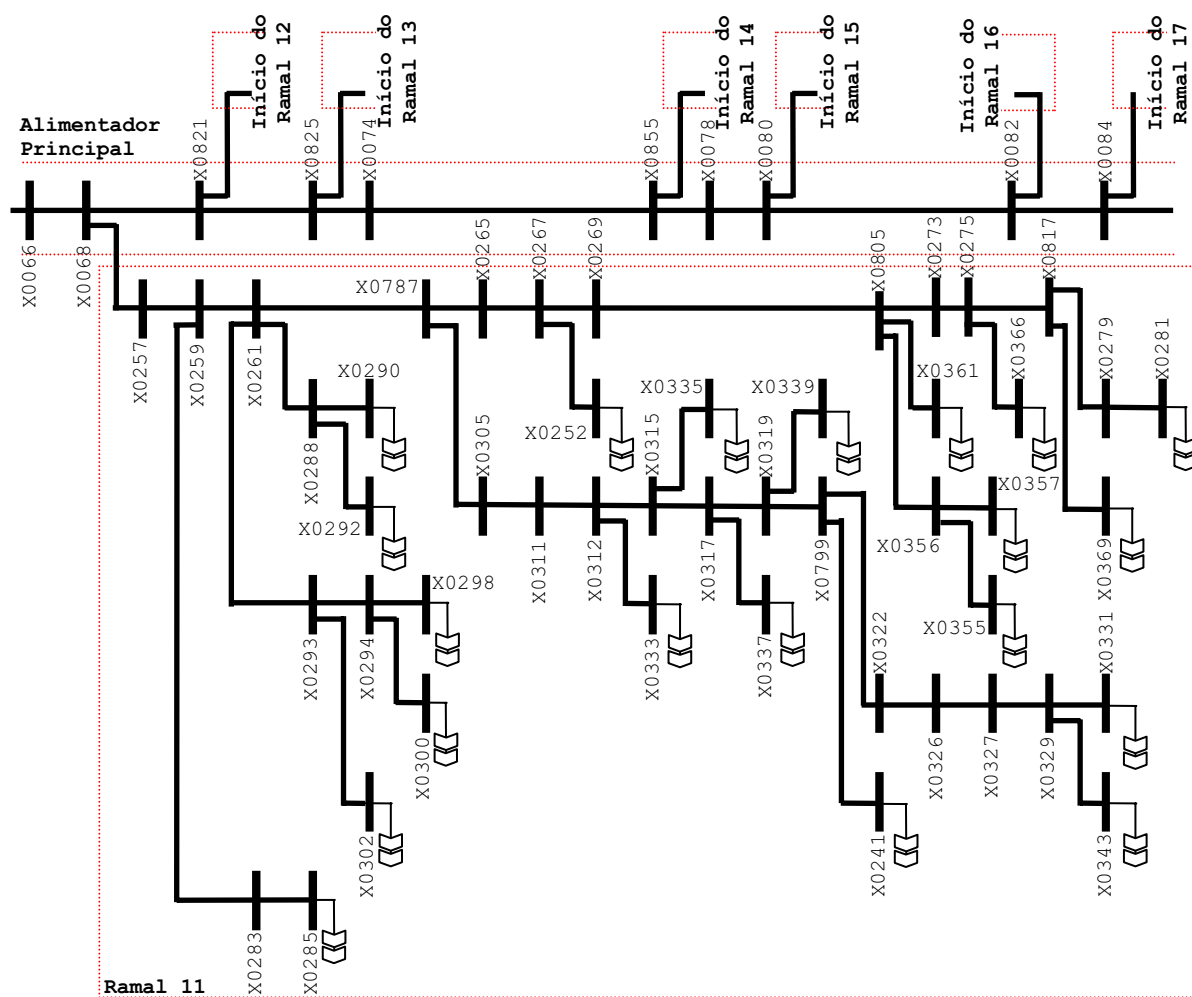 Início do
Ramal 12
Início do
Ramal 13
Início do
Ramal 14
Início do
Ramal 15
Início do
Ramal 16
Início do
Ramal 17
Alimentador
Principal
X0821
X0825
X0074
X0855
X0078
X0080
X0082
X0084
X0066
X0068
X0265
X0267
X0269
X0805
X0273
X0275
X0817
X0787
X0257
X0259
X0261
X0290
X0335
X0339
X0361
X0366
X0279
X0281
X0305
X0252
X0315
X0319
X0288
X0292
X0357
X0356
X0311
X0312
X0317
X0799
X0369
X0298
X0293
X0294
X0333
X0337
X0322
X0355
X0331
X0300
X0326
X0327
X0329
X0302
X0241
X0343
X0283
X0285
Ramal 11